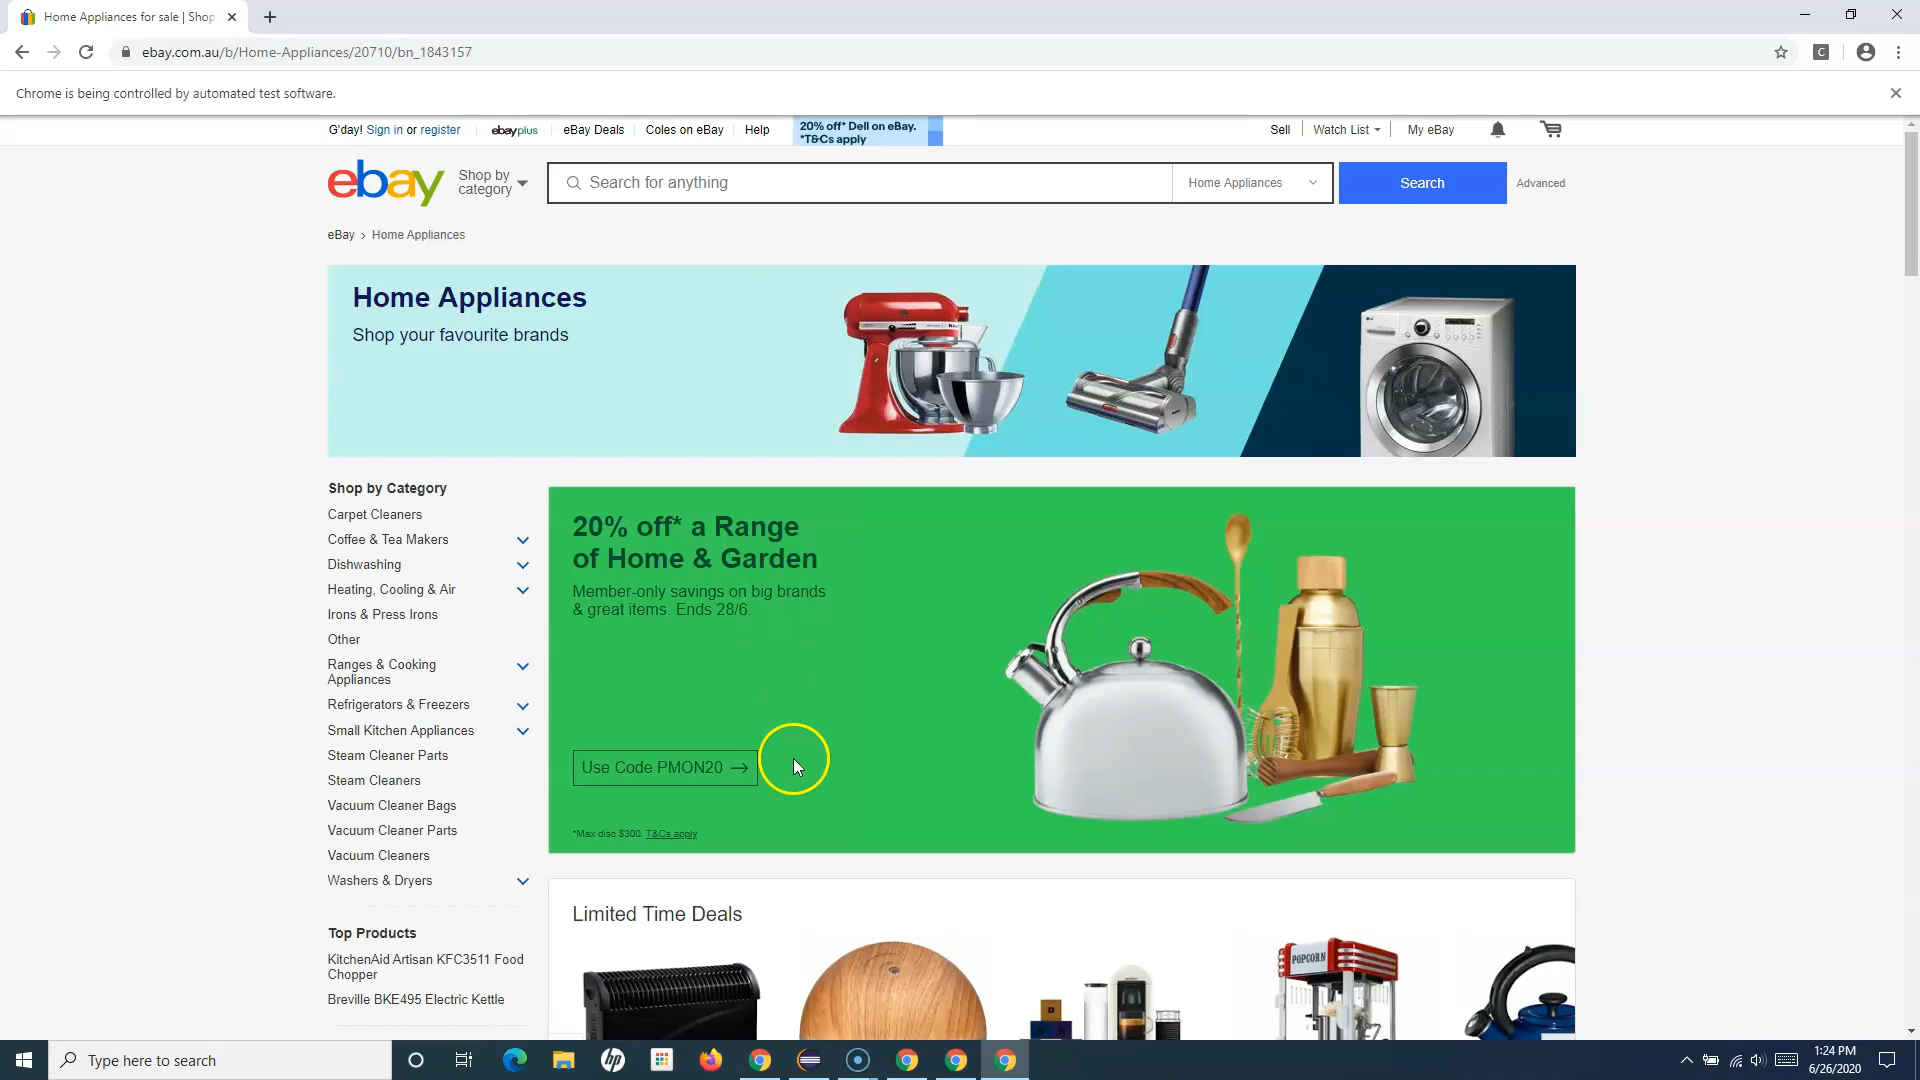 Home Appliances for sale | Shop
ebay.com.au/b/Home-Appliances/20710/bn_1843157
C
Chrome is being controlled by automated test software.
G'day! Sign in or register
ebayplus
eBay Deals
Coles on eBay
Help
20% off* Dell on eBay.
*T&Cs apply
Sell
Watch List
My eBay
ebay
Shop by
category
Search for anything
Home Appliances
Search
Advanced
eBay > Home Appliances
Home Appliances
Shop your favourite brands
Shop by Category
Carpet Cleaners
Coffee & Tea Makers
Dishwashing
Heating, Cooling & Air
Irons & Press Irons
Other
Ranges & Cooking
Appliances
Refrigerators & Freezers
Small Kitchen Appliances
Steam Cleaner Parts
Steam Cleaners
Vacuum Cleaner Bags
Vacuum Cleaner Parts
Vacuum Cleaners
Washers & Dryers
Top Products
KitchenAid Artisan KFC3511 Food
Chopper
Breville BKE495 Electric Kettle
20% off* a Range
of Home & Garden
Member-only savings on big brands
& great items. Ends 28/6.
Use Code PMON20 →
*Max disc $300. T&Cs apply
Limited Time Deals
POPCORN
Type here to search
hp
1:24 PM
6/26/2020